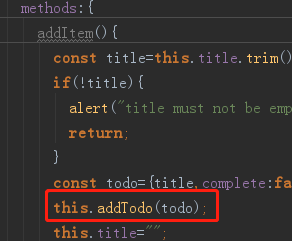 methods:{
addItem(){
const title=this.title.trim()
if(!title){
alert("title must not be emp
return;
}
const todo={title,complete:fa
this.addTodo(todo);
this.title="";